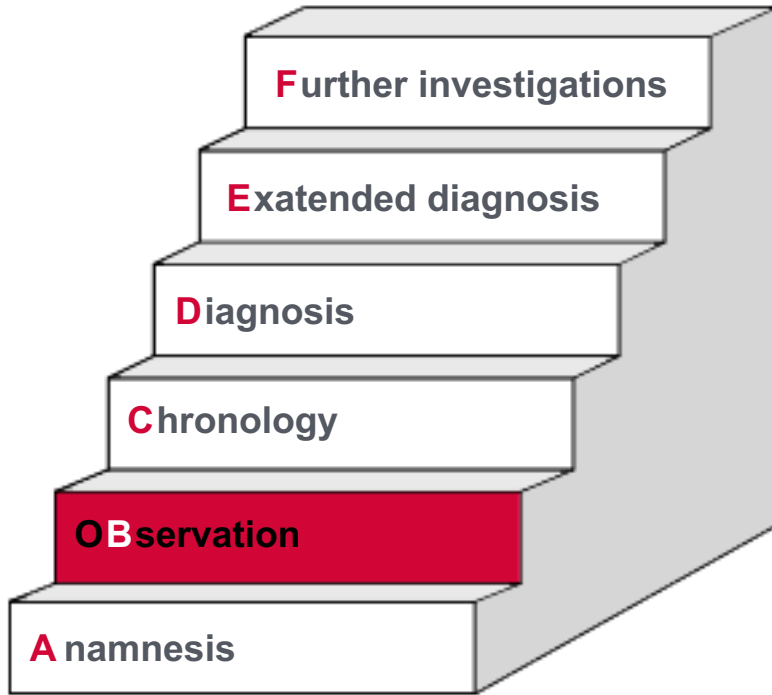 Further investigations
Exatended diagnosis
Diagnosis
Chronology
OBservation
Anamnesis